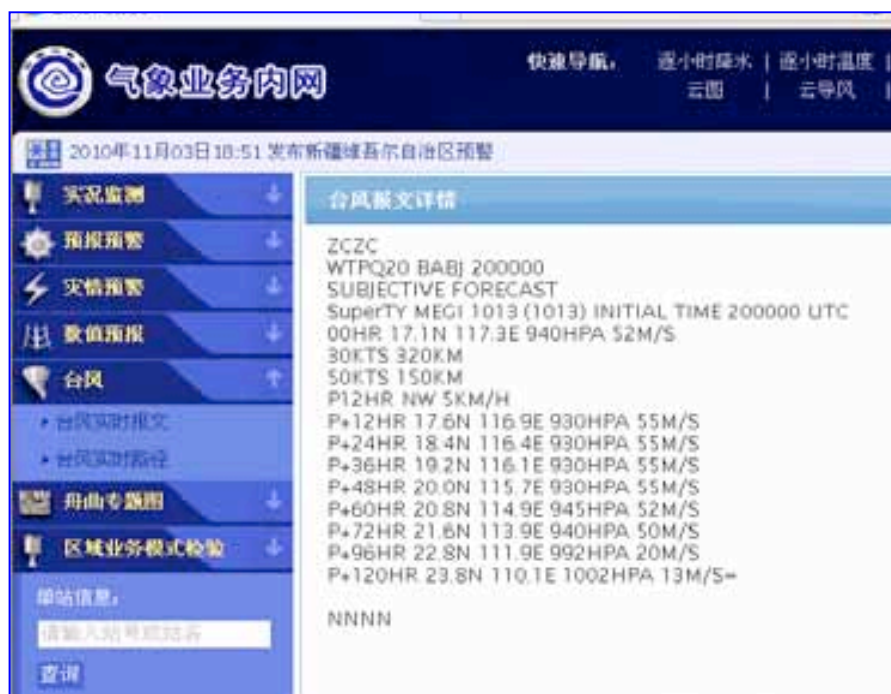 气象业务内网
快速导航： 逐小时降水 | 逐小时温度 |
云图 | 云导风 |
2010年11月03日18:51 发布新疆维吾尔自治区预警
实况监测
预报预警
灾情预警
数值预报
台风
台风实时报文
台风实时路径
舟曲专题图
区域业务模式检验
单站信息：
请输入站号或站名
查询
台风报文详情
ZCZC
WTPQ20 BABJ 200000
SUBJECTIVE FORECAST
SuperTY MEGI 1013 (1013) INITIAL TIME 200000 UTC
00HR 17.1N 117.3E 940HPA 52M/S
30KTS 320KM
50KTS 150KM
P12HR NW 5KM/H
P+12HR 17.6N 116.9E 930HPA 55M/S
P+24HR 18.4N 116.4E 930HPA 55M/S
P+36HR 19.2N 116.1E 930HPA 55M/S
P+48HR 20.0N 115.7E 930HPA 55M/S
P+60HR 20.8N 114.9E 945HPA 52M/S
P+72HR 21.6N 113.9E 940HPA 50M/S
P+96HR 22.8N 111.9E 992HPA 20M/S
P+120HR 23.8N 110.1E 1002HPA 13M/S=
NNNN